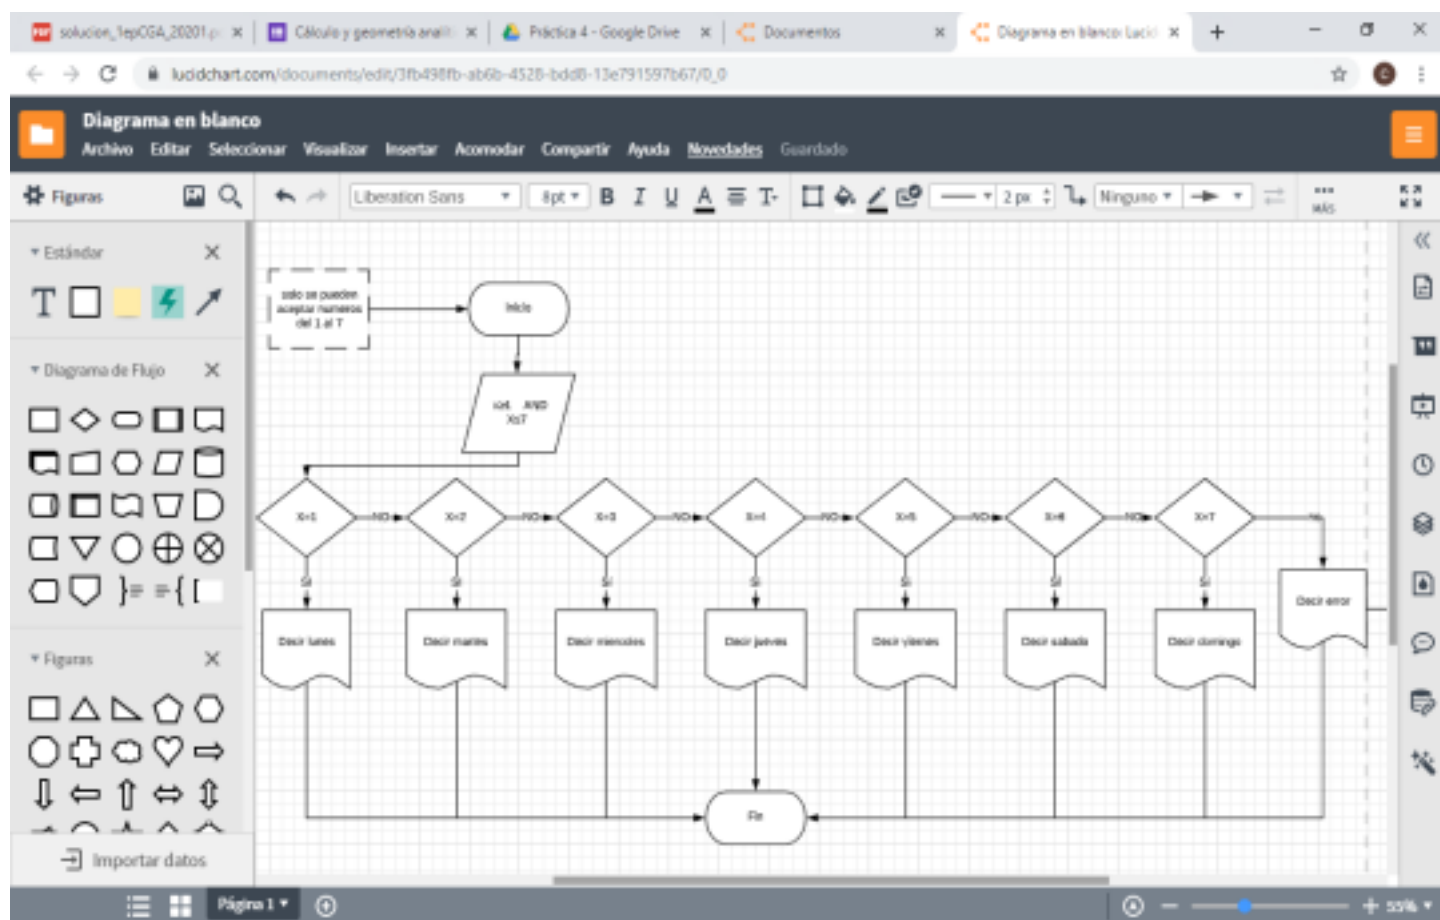 solucion_1epCGA_20201.p
Cálculo y geometría analí
Práctica 4 - Google Drive
Documentos
Diagrama en blanco: Lucid
lucidchart.com/documents/edit/3fb498fb-ab6b-4528-bdd8-13e791597b67/0_0
Diagrama en blanco
Archivo Editar Seleccionar Visualizar Insertar Acomodar Compartir Ayuda Novedades Guardado
Figuras
Liberation Sans
8pt
B I U A T
2 px
Ninguno
MÁS
Estándar
T
Diagrama de Flujo
Figuras
Importar datos
Página 1
55%
solo se pueden
aceptar numeros
del 1 al 7
Inicio
AND
X≤7
X=1 NO X=2 NO X=3 NO X=4 NO X=5 NO X=6 NO X=7
SI SI SI SI SI SI SI
Decir error
Decir lunes
Decir martes
Decir miercoles
Decir jueves
Decir viernes
Decir sabado
Decir domingo
Fin